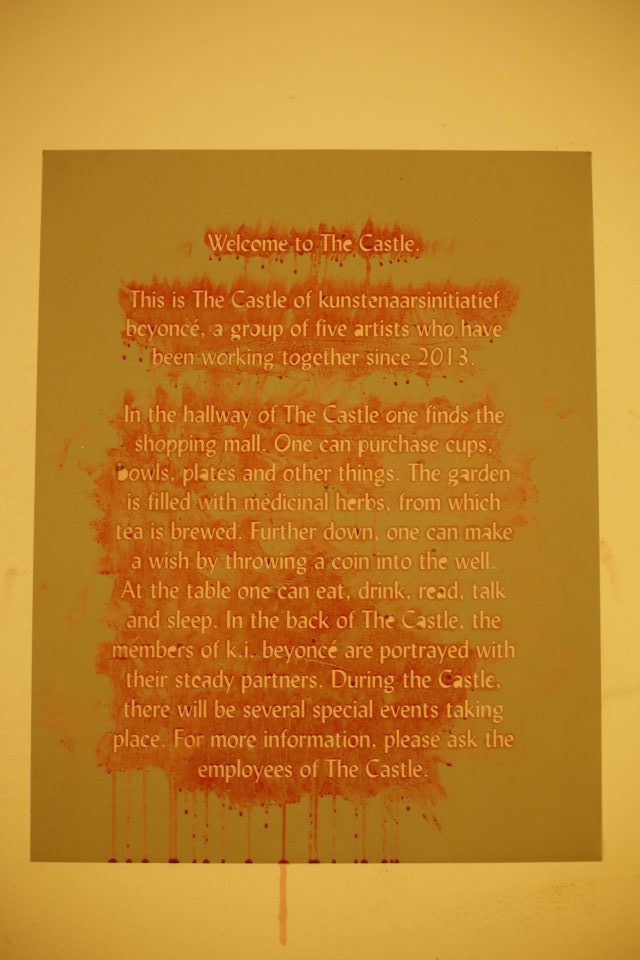 Welcome to The Castle.
This is The Castle of kunstenaarsinitiatief
beyoncé, a group of five artists who have
been working together since 2013.
In the hallway of The Castle one finds the
shopping mall. One can purchase cups,
bowls, plates and other things. The garden
is filled with medicinal herbs, from which
tea is brewed. Further down, one can make
a wish by throwing a coin into the well.
At the table one can eat, drink, read, talk
and sleep. In the back of The Castle, the
members of k.i. beyoncé are portrayed with
their steady partners. During the Castle,
there will be several special events taking
place. For more information, please ask the
employees of The Castle.